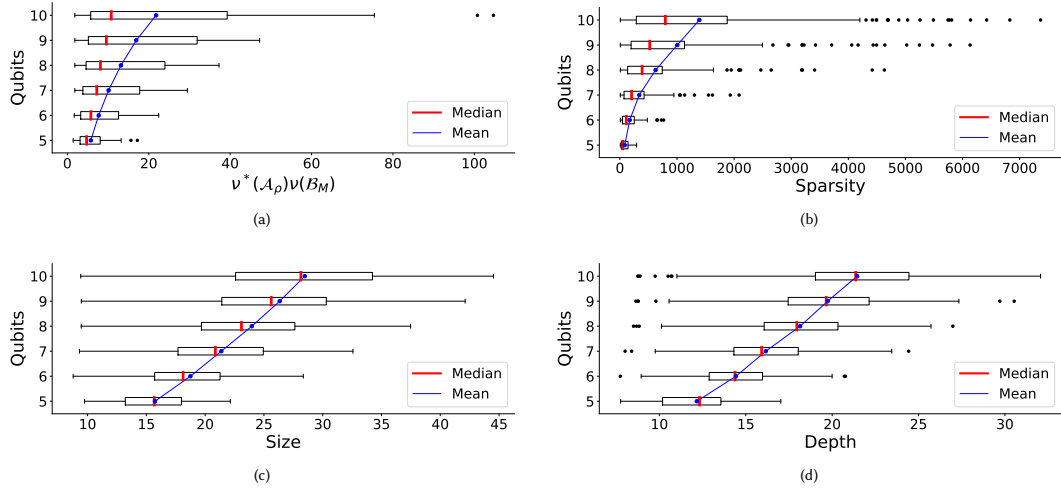 10
9
8
7
6
5
Qubits
Median
Mean
0 20 40 60 80 100
ν*(𝒜ρ)ν(ℬM)
(a)
10
9
8
7
6
5
Qubits
Median
Mean
0 1000 2000 3000 4000 5000 6000 7000
Sparsity
(b)
10
9
8
7
6
5
Qubits
Median
Mean
10 15 20 25 30 35 40 45
Size
(c)
10
9
8
7
6
5
Qubits
Median
Mean
10 15 20 25 30
Depth
(d)